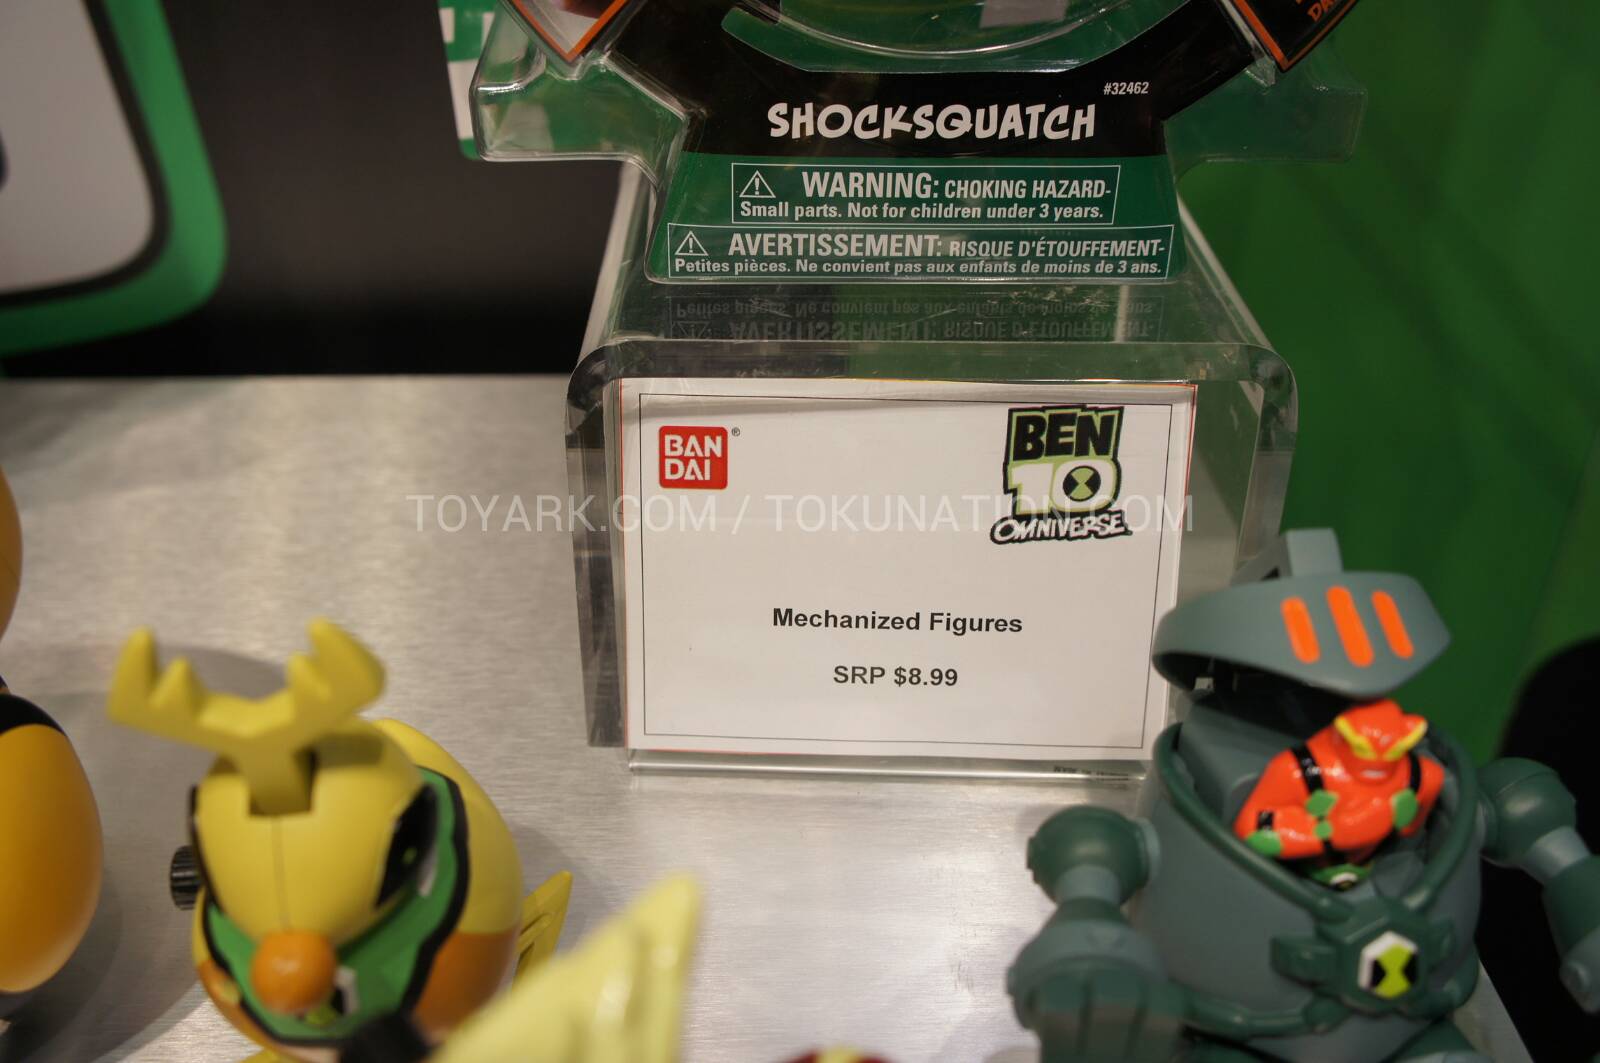 #32462
SHOCKSQUATCH
WARNING: CHOKING HAZARD-
Small parts. Not for children under 3 years.
AVERTISSEMENT: RISQUE D'ÉTOUFFEMENT-
Petites pièces. Ne convient pas aux enfants de moins de 3 ans.
BAN
DAI ®
BEN
10
OMNIVERSE
TOYARK.COM / TOKUNATION.COM
Mechanized Figures
SRP $8.99